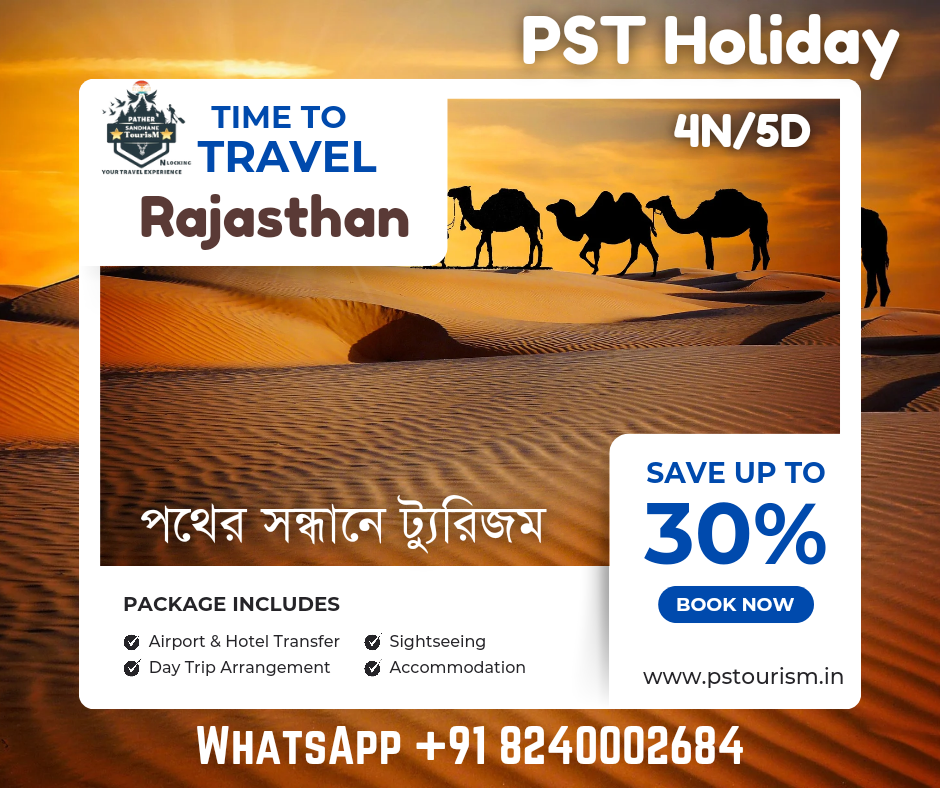 PST Holiday
4N/5D
PATHER
SANDHANE
TourisM
NLOCKING
YOUR TRAVEL EXPERIENCE
TIME TO
TRAVEL
Rajasthan
পথের সন্ধানে ট্যুরিজম
SAVE UP TO
30%
BOOK NOW
www.pstourism.in
PACKAGE INCLUDES
Airport & Hotel Transfer
Sightseeing
Day Trip Arrangement
Accommodation
WhatsApp +91 8240002684